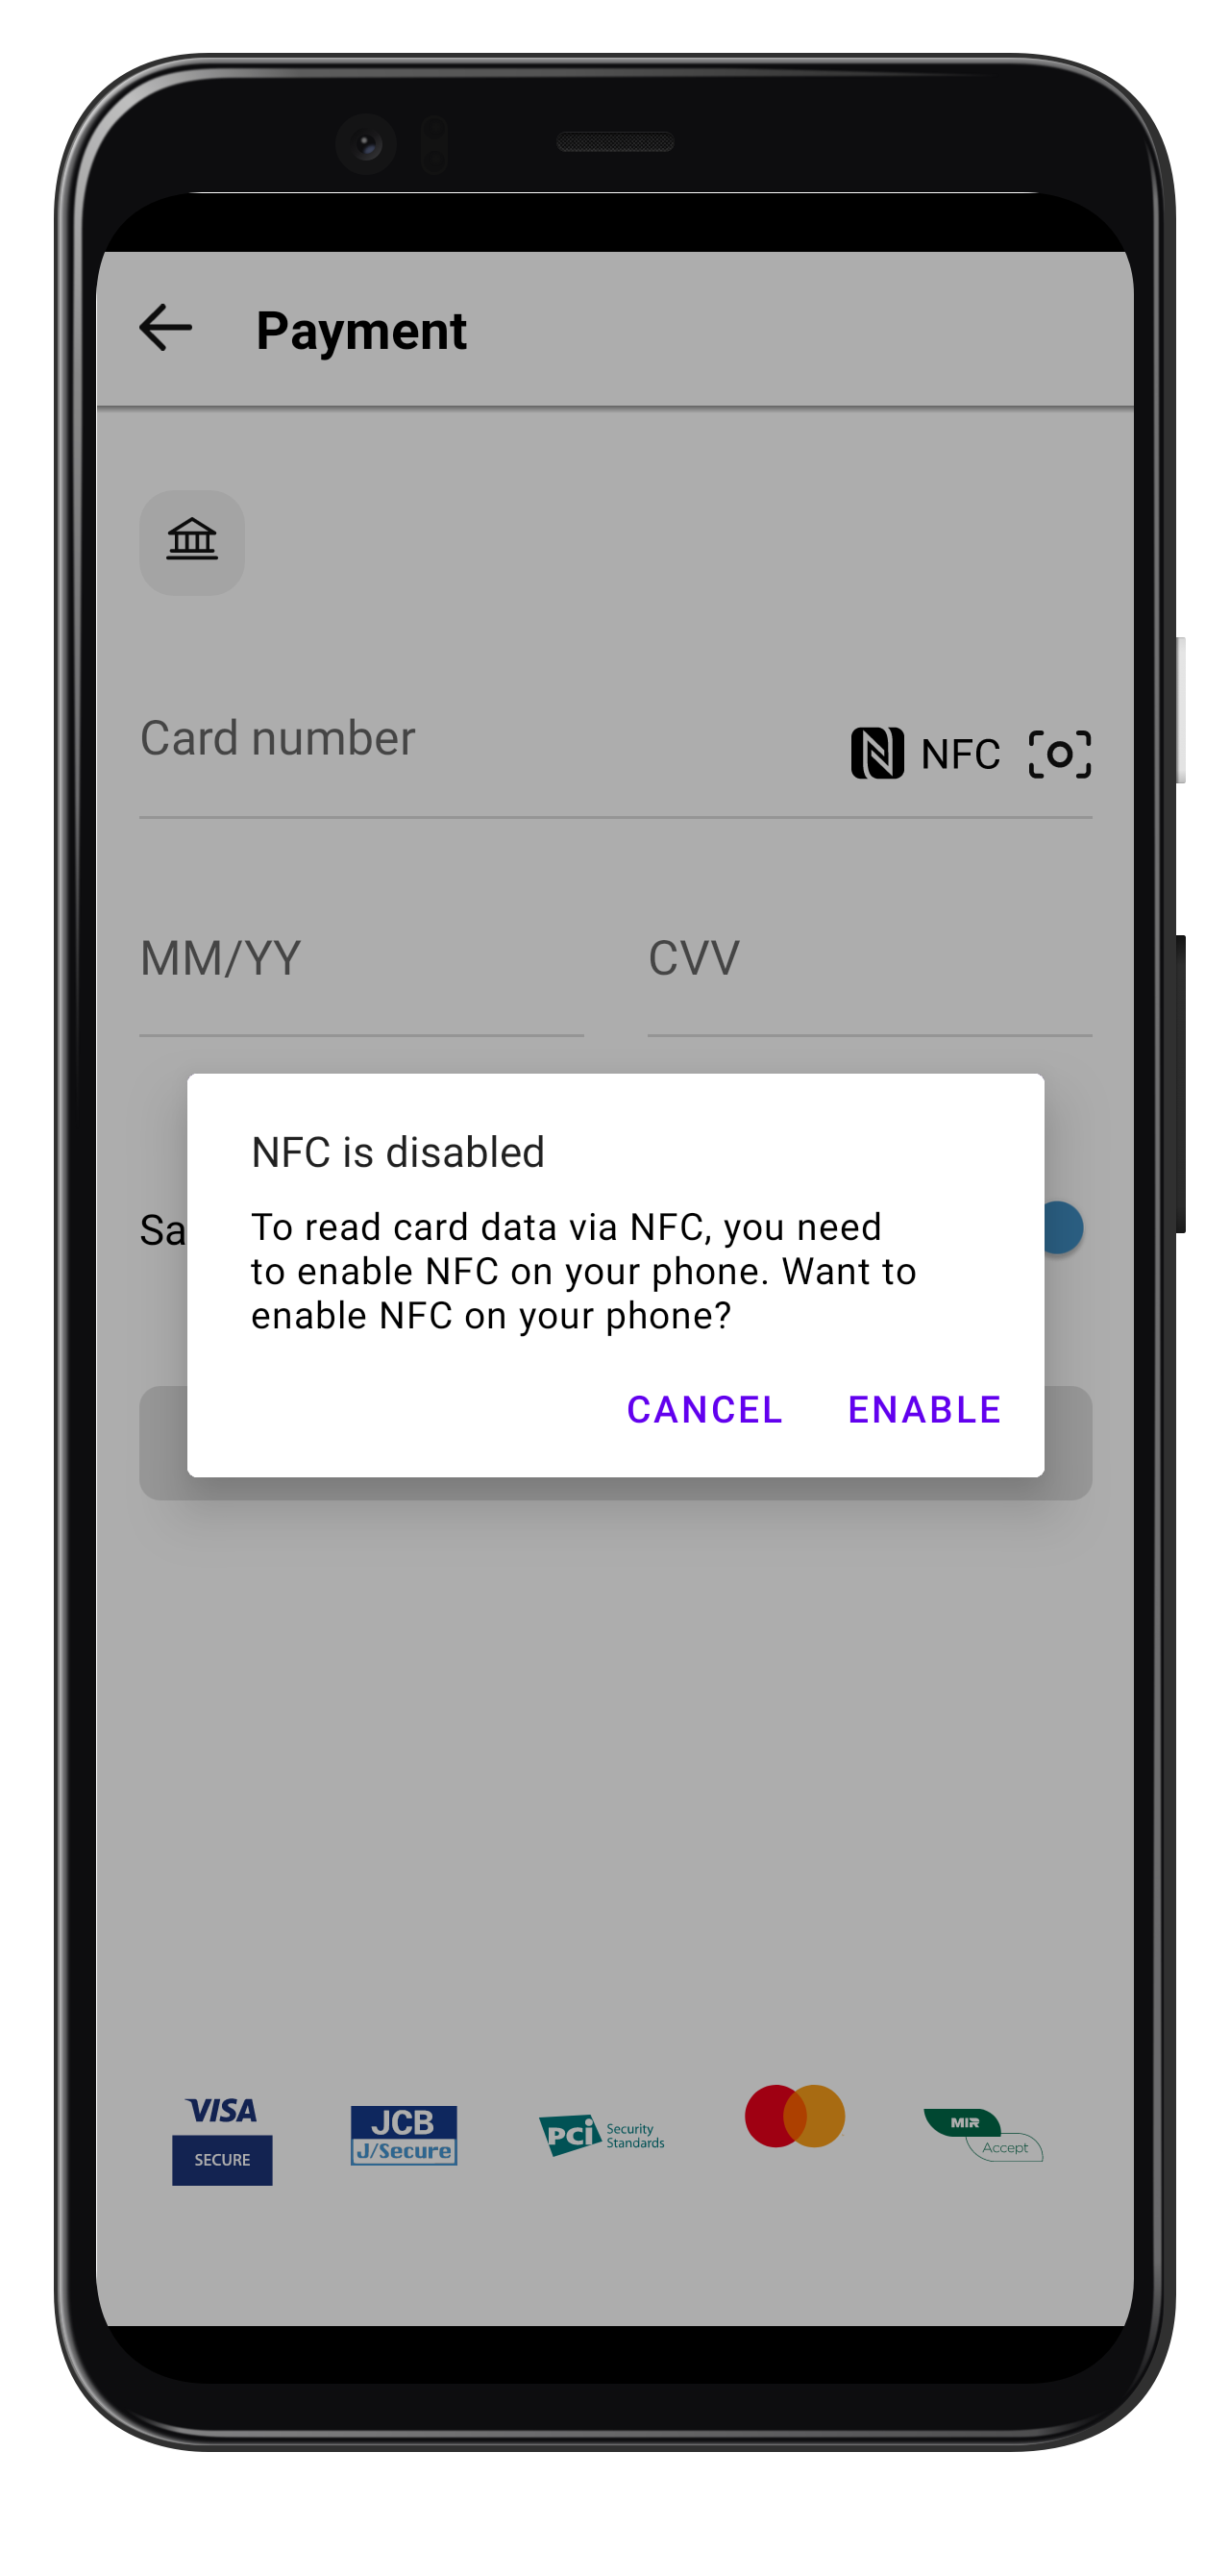 Payment
Card number
NFC
MM/YY
CVV
NFC is disabled
To read card data via NFC, you need
to enable NFC on your phone. Want to
enable NFC on your phone?
Sa
CANCEL
ENABLE
VISA
SECURE
JCB
J/Secure
PCi
Security
Standards
MIR
Accept